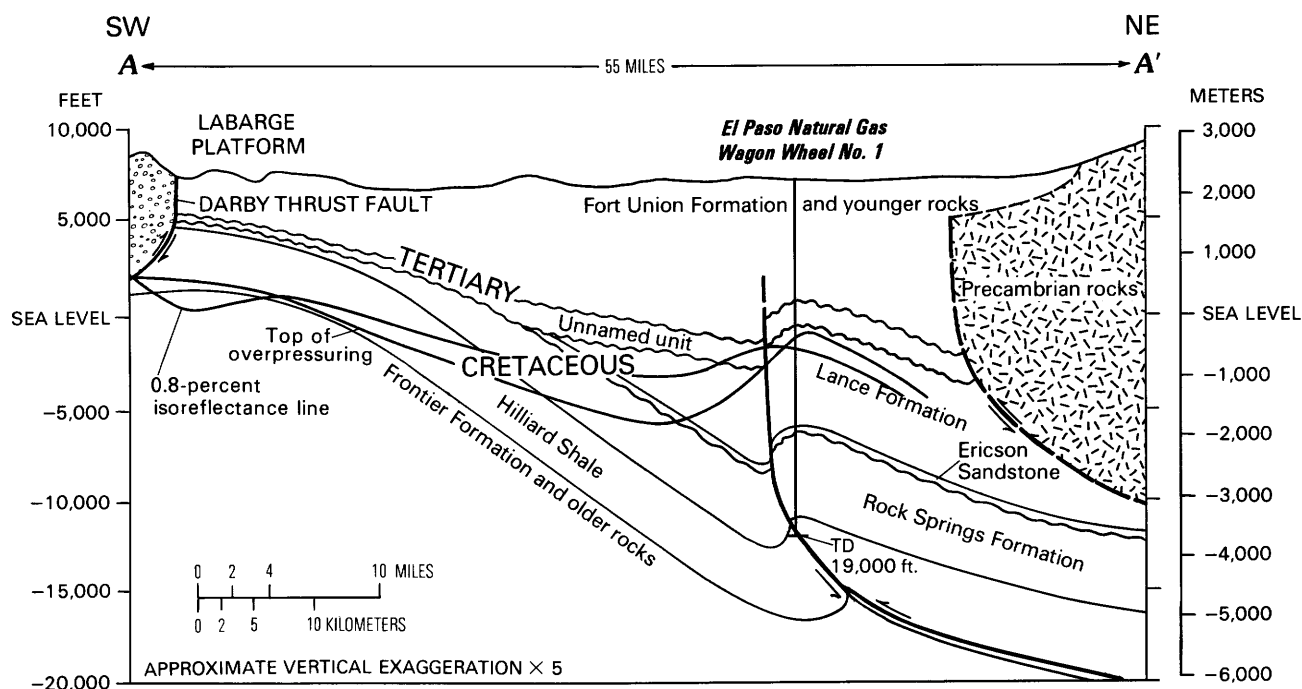 SW
NE
A
55 MILES
A'
FEET
METERS
10,000
5,000
SEA LEVEL
–5,000
–10,000
–15,000
–20,000
3,000
2,000
1,000
SEA LEVEL
–1,000
–2,000
–3,000
–4,000
–5,000
–6,000
LABARGE
PLATFORM
El Paso Natural Gas
Wagon Wheel No. 1
DARBY THRUST FAULT
Fort Union Formation and younger rocks
TERTIARY
Precambrian rocks
Unnamed unit
Top of
overpressuring
CRETACEOUS
Lance Formation
0.8-percent
isoreflectance line
Hilliard Shale
Frontier Formation and older rocks
Ericson
Sandstone
Rock Springs Formation
TD
19,000 ft.
0 2 4 10 MILES
0 2 5 10 KILOMETERS
APPROXIMATE VERTICAL EXAGGERATION × 5